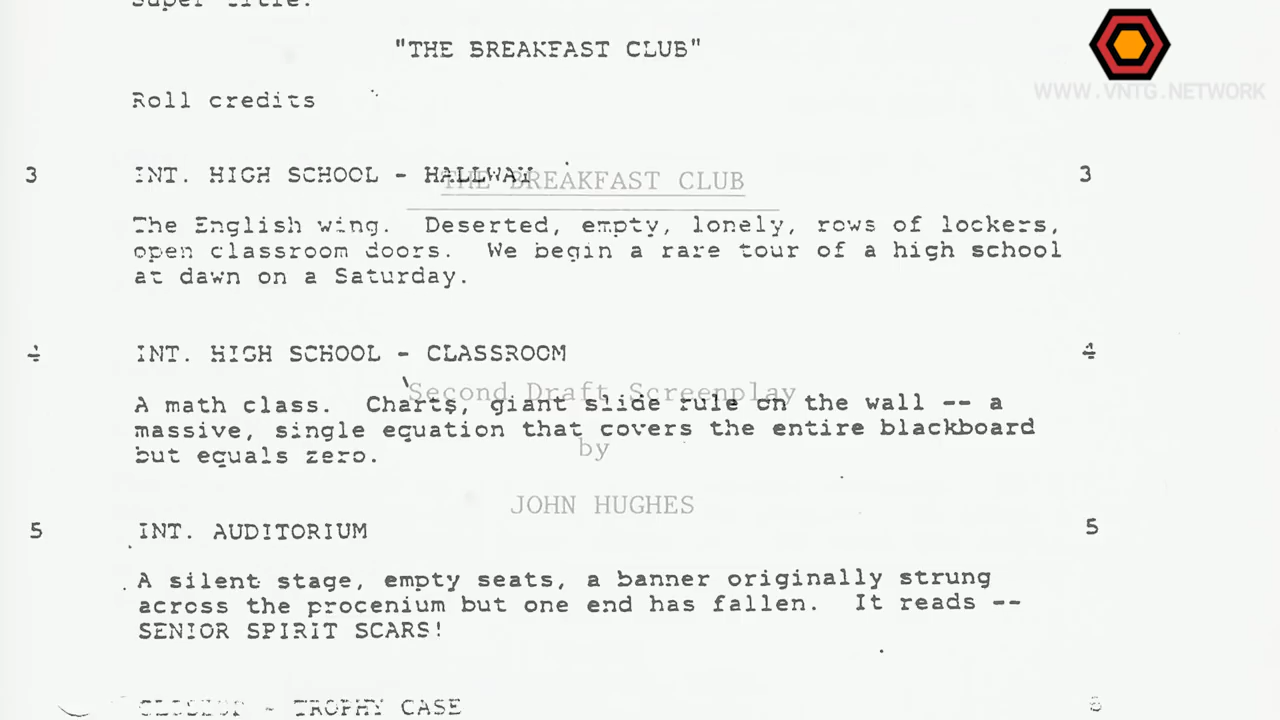 Super title:
"THE BREAKFAST CLUB"
WWW.VNTG.NETWORK
Roll credits
3 INT. HIGH SCHOOL - HALLWAY 3
THE BREAKFAST CLUB
The English wing. Deserted, empty, lonely, rows of lockers,
open classroom doors. We begin a rare tour of a high school
at dawn on a Saturday.
4 INT. HIGH SCHOOL - CLASSROOM 4
Second Draft Screenplay
A math class. Charts, giant slide rule on the wall -- a
massive, single equation that covers the entire blackboard
by
but equals zero.
JOHN HUGHES
5 INT. AUDITORIUM 5
A silent stage, empty seats, a banner originally strung
across the procenium but one end has fallen. It reads --
SENIOR SPIRIT SCARS!
CLOSEUP - TROPHY CASE 6